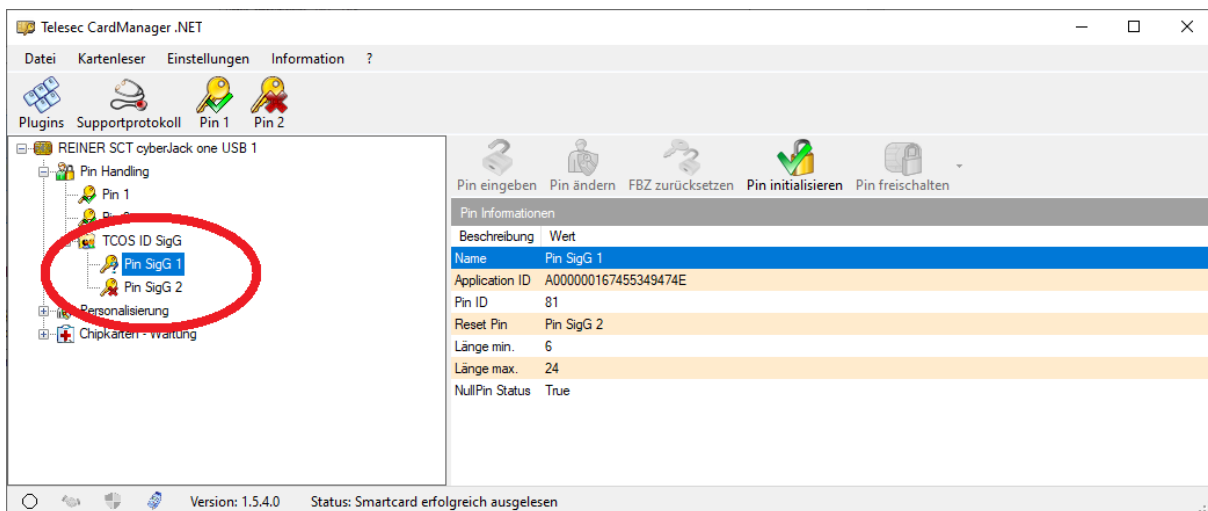 Telesec CardManager .NET
Datei Kartenleser Einstellungen Information ?
Plugins Supportprotokoll Pin 1 Pin 2
REINER SCT cyberJack one USB 1
Pin Handling
Pin 1
TCOS ID SigG
Pin SigG 1
Pin SigG 2
Personalisierung
Chipkarten - Wartung
Pin eingeben Pin ändern FBZ zurücksetzen Pin initialisieren Pin freischalten
Pin Informationen
Beschreibung Wert
Name Pin SigG 1
Application ID A000000167455349474E
Pin ID 81
Reset Pin Pin SigG 2
Länge min. 6
Länge max. 24
NullPin Status True
Version: 1.5.4.0 Status: Smartcard erfolgreich ausgelesen